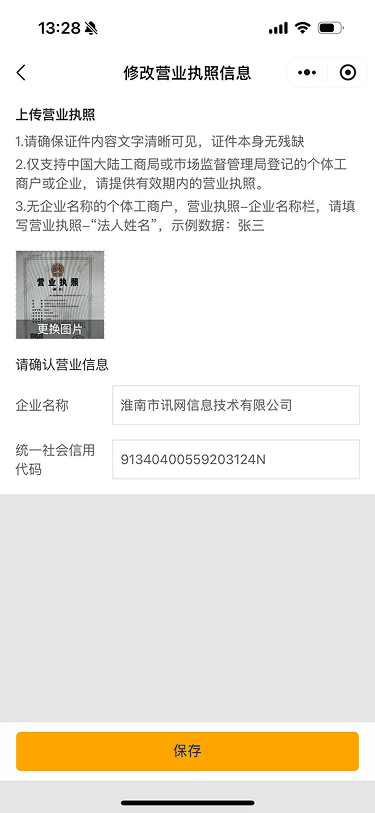 13:28
修改营业执照信息
上传营业执照
1.请确保证件内容文字清晰可见，证件本身无残缺
2.仅支持中国大陆工商局或市场监督管理局登记的个体工
商户或企业，请提供有效期内的营业执照。
3.无企业名称的个体工商户，营业执照-企业名称栏，请填
写营业执照-“法人姓名”，示例数据：张三
营业执照
更换图片
请确认营业信息
企业名称
淮南市讯网信息技术有限公司
统一社会信用
代码
91340400559203124N
保存